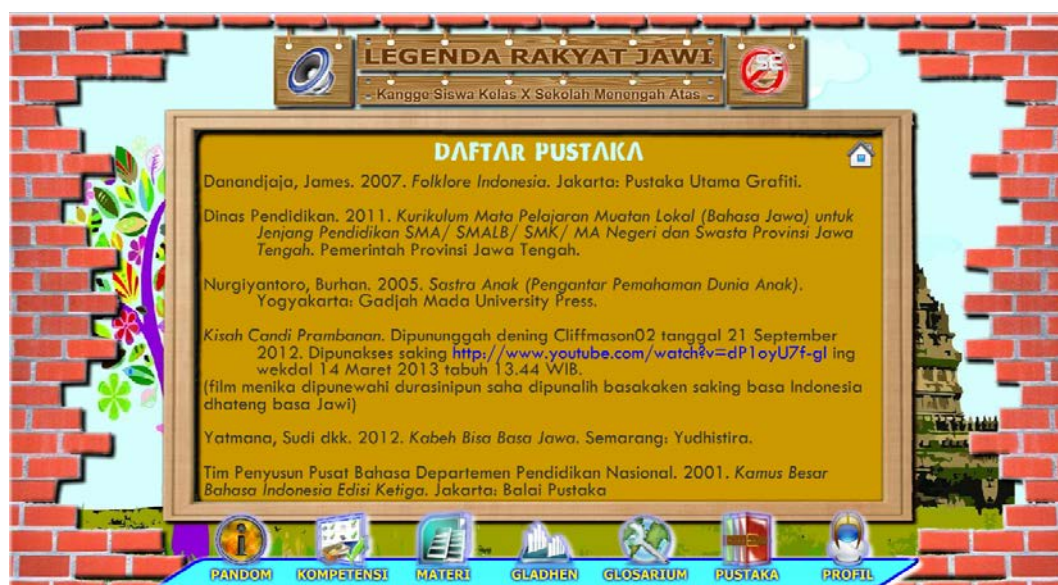 LEGENDA RAKYAT JAWI
SE
Kangge Siswa Kelas X Sekolah Menengah Atas
DAFTAR PUSTAKA
Danandjaja, James. 2007. Folklore Indonesia. Jakarta: Pustaka Utama Grafiti.
Dinas Pendidikan. 2011. Kurikulum Mata Pelajaran Muatan Lokal (Bahasa Jawa) untuk
Jenjang Pendidikan SMA/ SMALB/ SMK/ MA Negeri dan Swasta Provinsi Jawa
Tengah. Pemerintah Provinsi Jawa Tengah.
Nurgiyantoro, Burhan. 2005. Sastra Anak (Pengantar Pemahaman Dunia Anak).
Yogyakarta: Gadjah Mada University Press.
Kisah Candi Prambanan. Dipununggah dening Cliffmason02 tanggal 21 September
2012. Dipunakses saking http://www.youtube.com/watch?v=dP1oyU7f-gI ing
wekdal 14 Maret 2013 tabuh 13.44 WIB.
(film menika dipunewahi durasinipun saha dipunalih basakaken saking basa Indonesia
dhateng basa Jawi)
Yatmana, Sudi dkk. 2012. Kabeh Bisa Basa Jawa. Semarang: Yudhistira.
Tim Penyusun Pusat Bahasa Departemen Pendidikan Nasional. 2001. Kamus Besar
Bahasa Indonesia Edisi Ketiga. Jakarta: Balai Pustaka
PANDOM KOMPETENSI MATERI GLADHEN GLOSARIUM PUSTAKA PROFIL